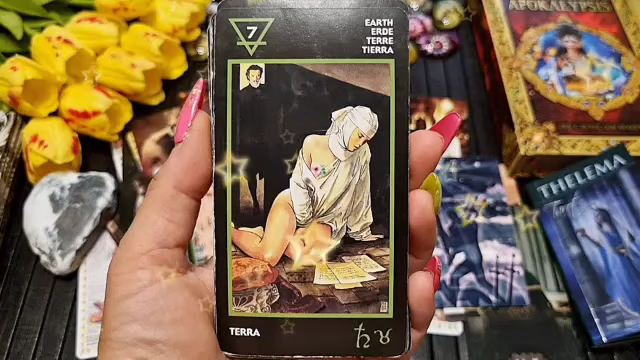 7
EARTH
ERDE
TERRE
TIERRA
TERRA
APOKALYPSIS
THELEMA